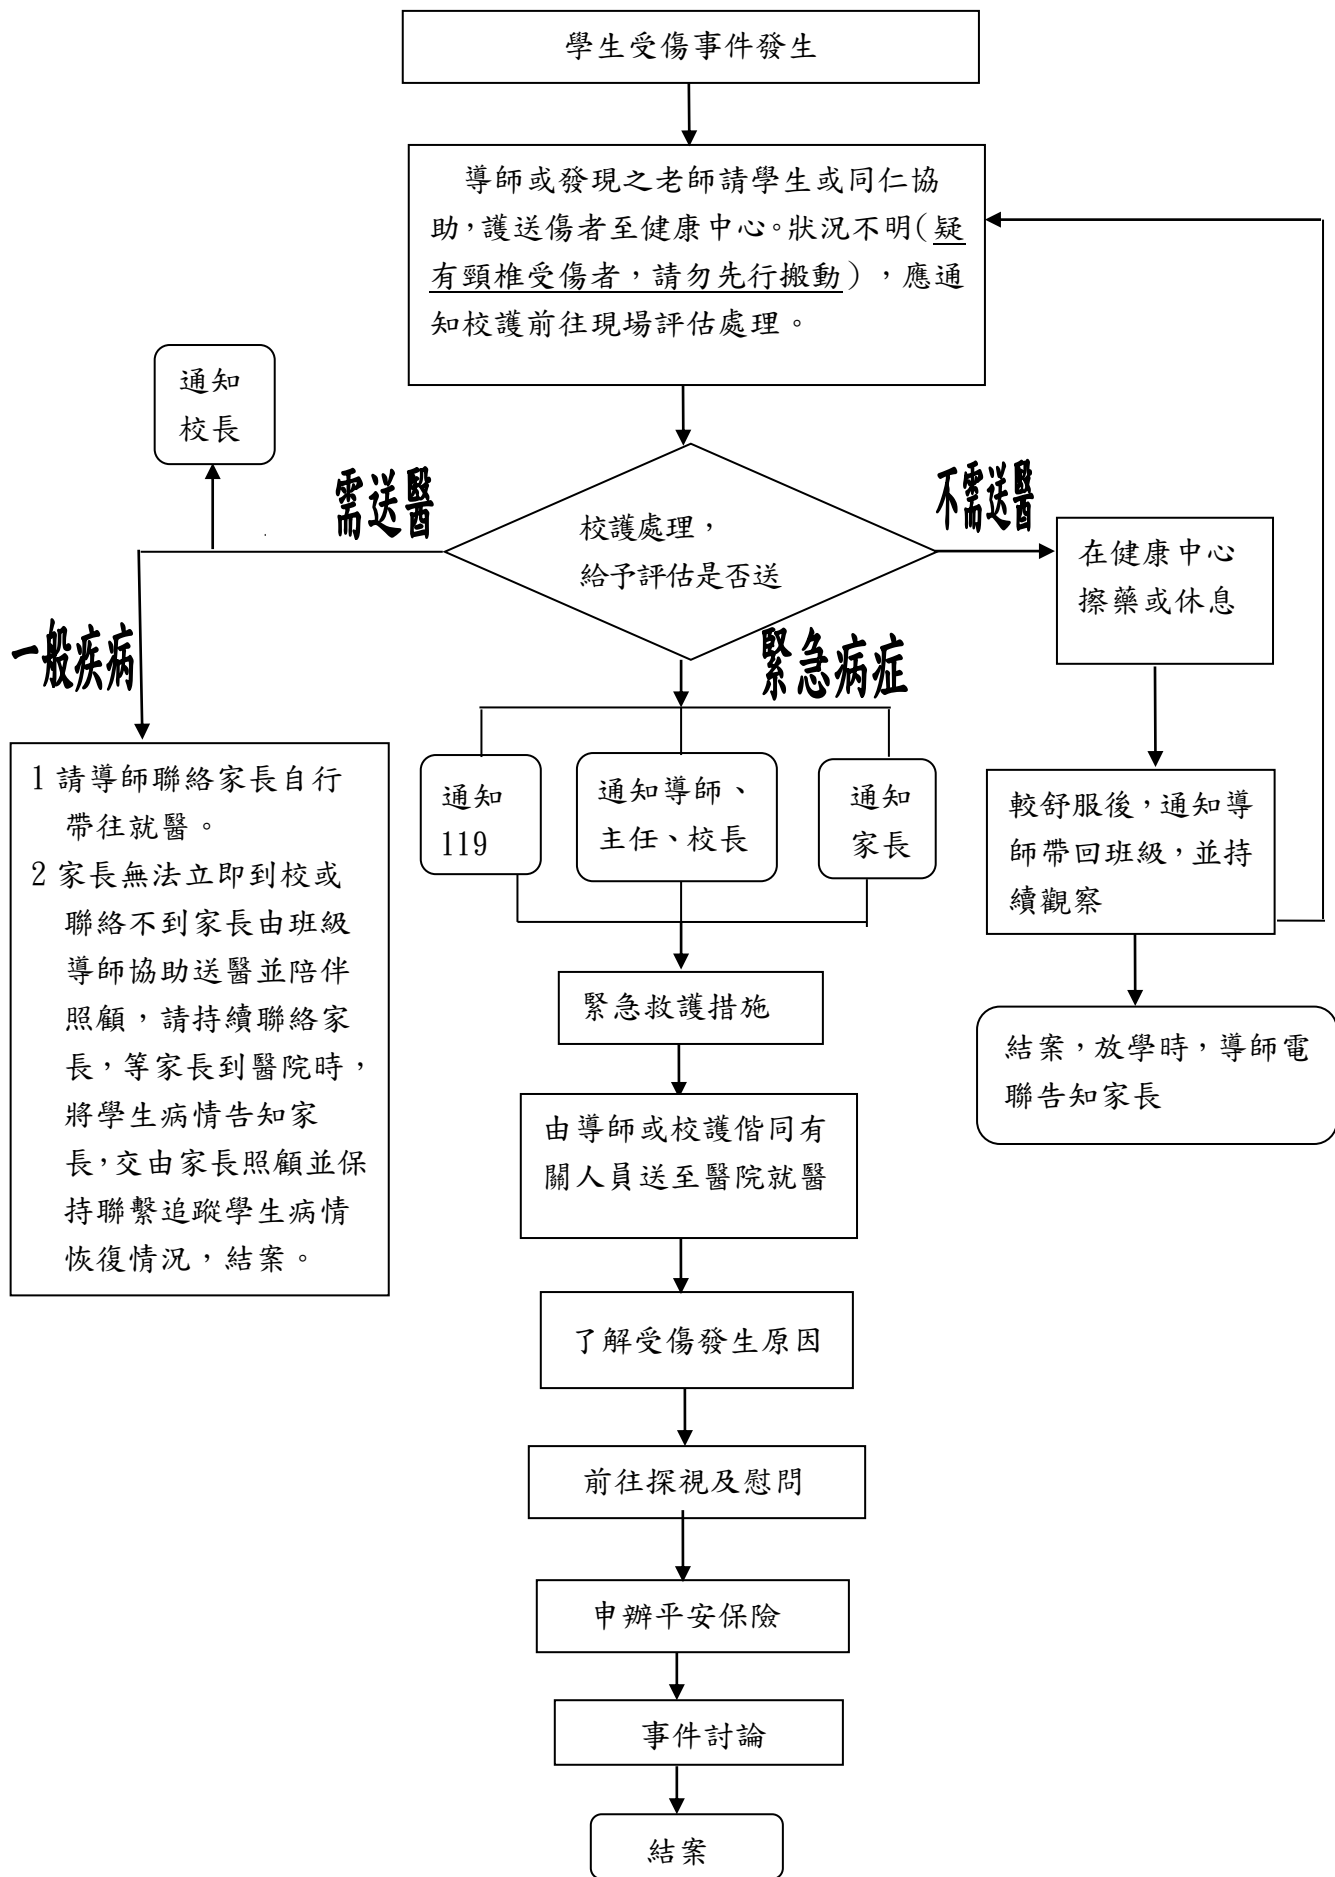 學生受傷事件發生
導師或發現之老師請學生或同仁協
助，護送傷者至健康中心。狀況不明(疑
有頸椎受傷者，請勿先行搬動)，應通
知校護前往現場評估處理。
通知
校長
需送醫
不需送醫
校護處理，
給予評估是否送
在健康中心
擦藥或休息
一般疾病
緊急病症
1 請導師聯絡家長自行
帶往就醫。
2 家長無法立即到校或
聯絡不到家長由班級
導師協助送醫並陪伴
照顧，請持續聯絡家
長，等家長到醫院時，
將學生病情告知家
長，交由家長照顧並保
持聯繫追蹤學生病情
恢復情況，結案。
通知
119
通知導師、
主任、校長
通知
家長
較舒服後，通知導
師帶回班級，並持
續觀察
緊急救護措施
結案，放學時，導師電
聯告知家長
由導師或校護偕同有
關人員送至醫院就醫
了解受傷發生原因
前往探視及慰問
申辦平安保險
事件討論
結案